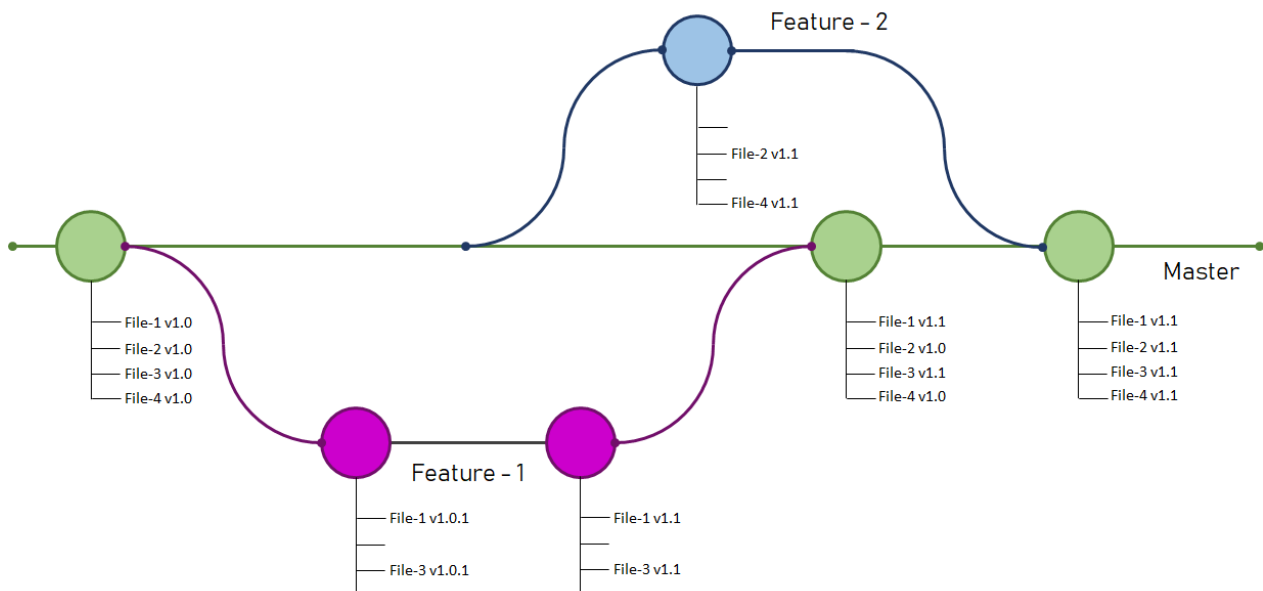 Feature - 2
File-2 v1.1
File-4 v1.1
Master
File-1 v1.0
File-2 v1.0
File-3 v1.0
File-4 v1.0
File-1 v1.1
File-2 v1.0
File-3 v1.1
File-4 v1.0
File-1 v1.1
File-2 v1.1
File-3 v1.1
File-4 v1.1
Feature - 1
File-1 v1.0.1
File-3 v1.0.1
File-1 v1.1
File-3 v1.1